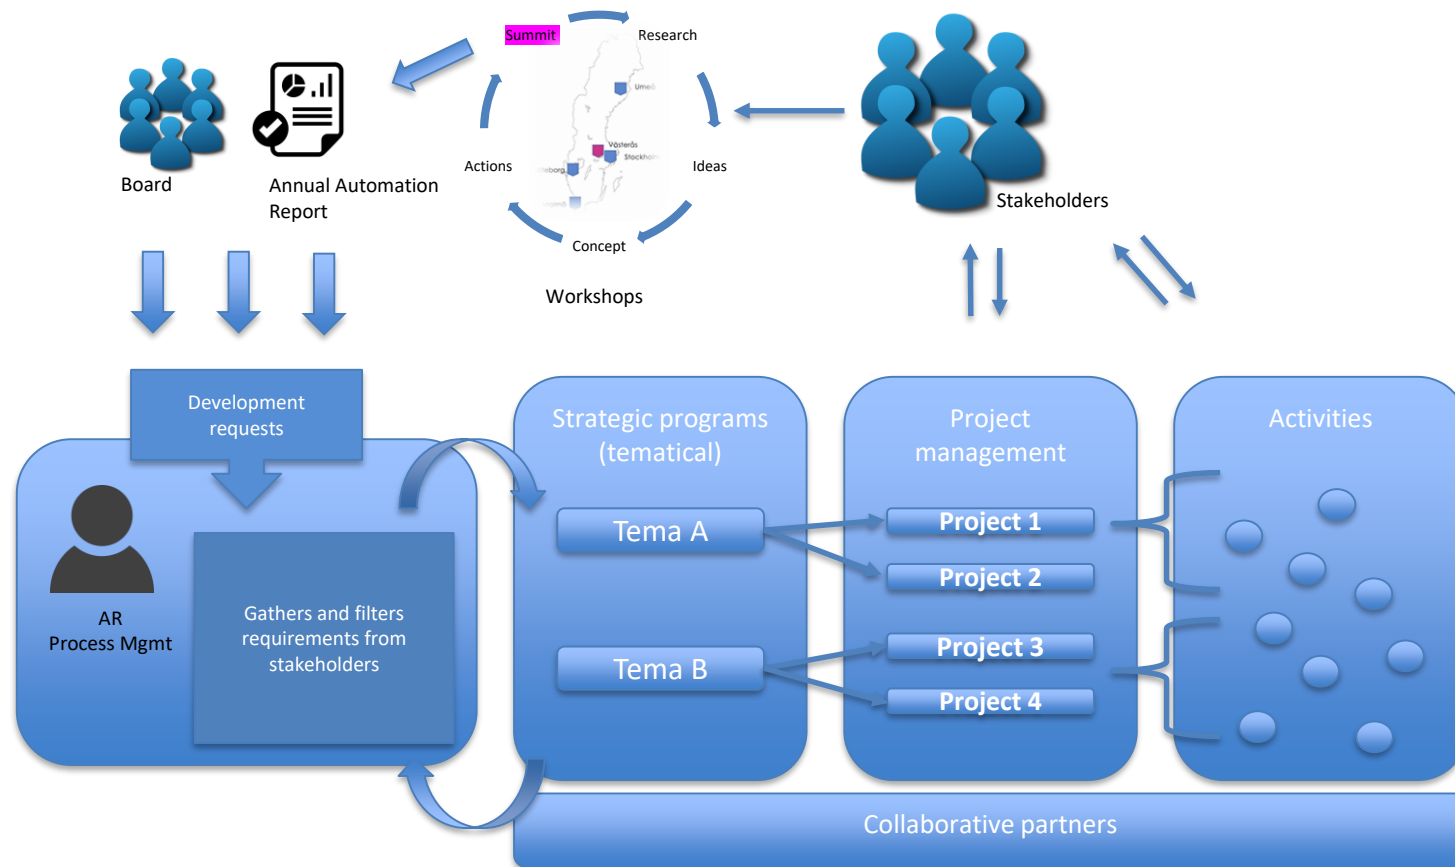 Summit
Research
Umeå
Västerås
Actions
Ideas
Concept
Workshops
Board
Annual Automation
Report
Stakeholders
Development
requests
AR
Process Mgmt
Gathers and filters
requirements from
stakeholders
Strategic programs
(tematical)
Tema A
Tema B
Project
management
Project 1
Project 2
Project 3
Project 4
Activities
Collaborative partners